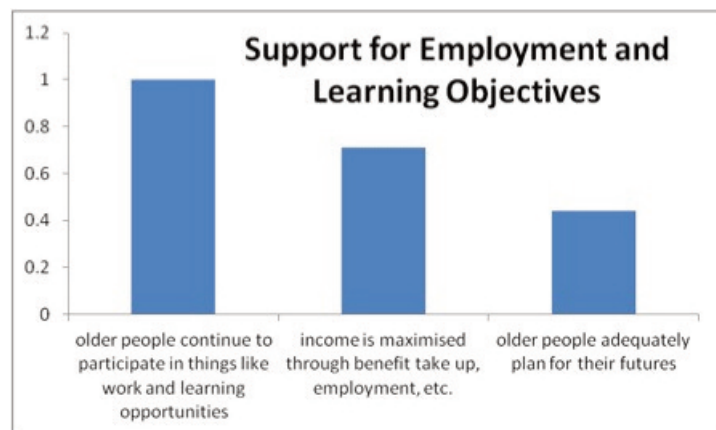 Support for Employment and
Learning Objectives
1.2
1
0.8
0.6
0.4
0.2
0
older people continue to
participate in things like
work and learning
opportunities
income is maximised
through benefit take up,
employment, etc.
older people adequately
plan for their futures